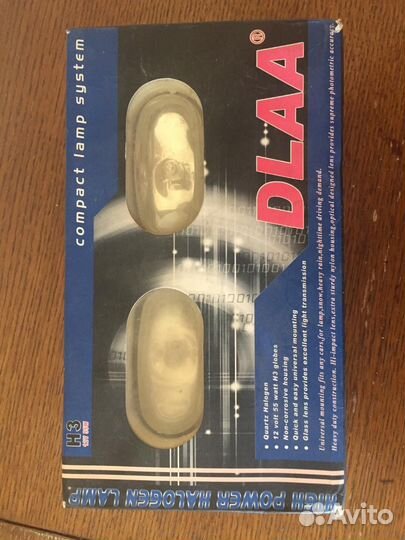 compact lamp system
DLAA®
Quartz Halogen
12 volt 55 watt H3 globes
Non-corrosive housing
Quick and easy universal mounting
Glass lens provides excellent light transmission
Universal mounting fits any cars,for lamp,snow,heavy rain,nighttime driving demand.
Heavy duty construction. Hi-impact lens,extra sturdy nylon housing,optical designed lens provides supreme photometric accuracy.
H3
12V 55W
HIGH POWER HALOGEN LAMP
Avito